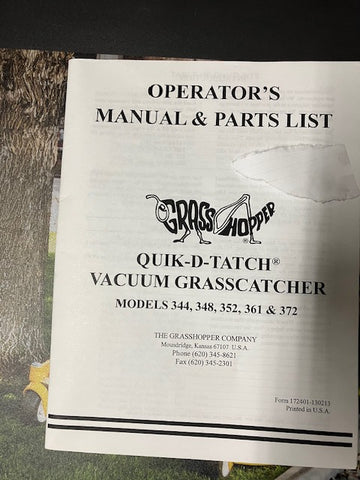 OPERATOR'S
MANUAL & PARTS LIST
GRASSHOPPER®
QUIK-D-TATCH®
VACUUM GRASSCATCHER
MODELS 344, 348, 352, 361 & 372
THE GRASSHOPPER COMPANY
Moundridge, Kansas 67107 U.S.A.
Phone (620) 345-8621
Fax (620) 345-2301
Form 172401-130213
Printed in U.S.A.